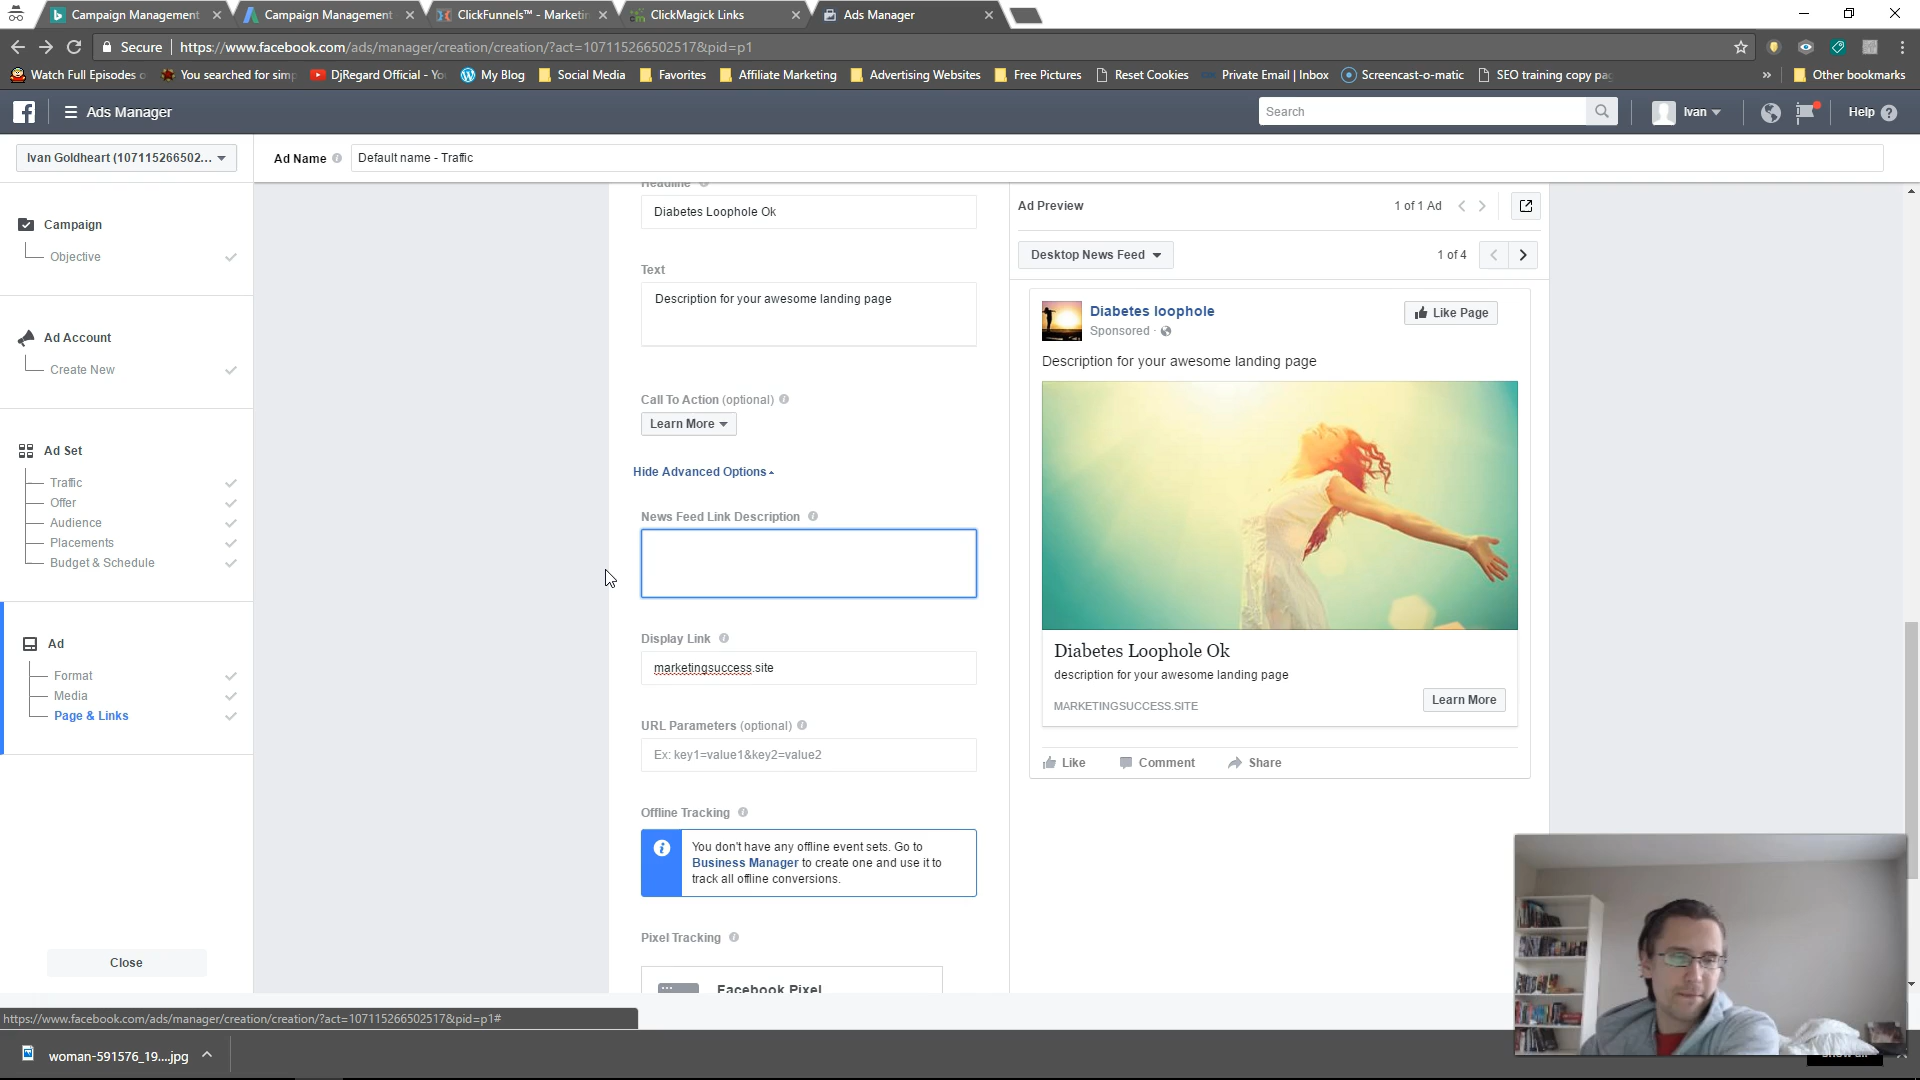 Campaign Management
Campaign Management
ClickFunnels™ - Marketin
ClickMagick Links
Ads Manager
Secure
https://www.facebook.com/ads/manager/creation/creation/?act=107115266502517&pid=p1
Watch Full Episodes o
You searched for simp
DjRegard Official - Yo
My Blog
Social Media
Favorites
Affiliate Marketing
Advertising Websites
Free Pictures
Reset Cookies
Private Email | Inbox
Screencast-o-matic
SEO training copy pag
Other bookmarks
Ads Manager
Search
Ivan
Help
Ivan Goldheart (107115266502...
Ad Name
Default name - Traffic
Campaign
Objective
Ad Account
Create New
Ad Set
Traffic
Offer
Audience
Placements
Budget & Schedule
Ad
Format
Media
Page & Links
Close
Headline
Diabetes Loophole Ok
Text
Description for your awesome landing page
Call To Action (optional)
Learn More
Hide Advanced Options
News Feed Link Description
Display Link
marketingsuccess.site
URL Parameters (optional)
Ex: key1=value1&key2=value2
Offline Tracking
You don't have any offline event sets. Go to
Business Manager to create one and use it to
track all offline conversions.
Pixel Tracking
Facebook Pixel
Ad Preview
1 of 1 Ad
Desktop News Feed
1 of 4
Diabetes loophole
Sponsored ·
Like Page
Description for your awesome landing page
Diabetes Loophole Ok
description for your awesome landing page
MARKETINGSUCCESS.SITE
Learn More
Like
Comment
Share
https://www.facebook.com/ads/manager/creation/creation/?act=107115266502517&pid=p1#
woman-591576_19....jpg